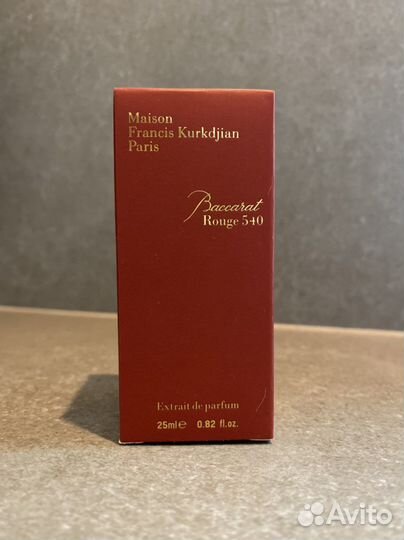 Maison
Francis Kurkdjian
Paris
Baccarat
Rouge 540
Extrait de parfum
25ml℮ 0.82 fl.oz.
Avito